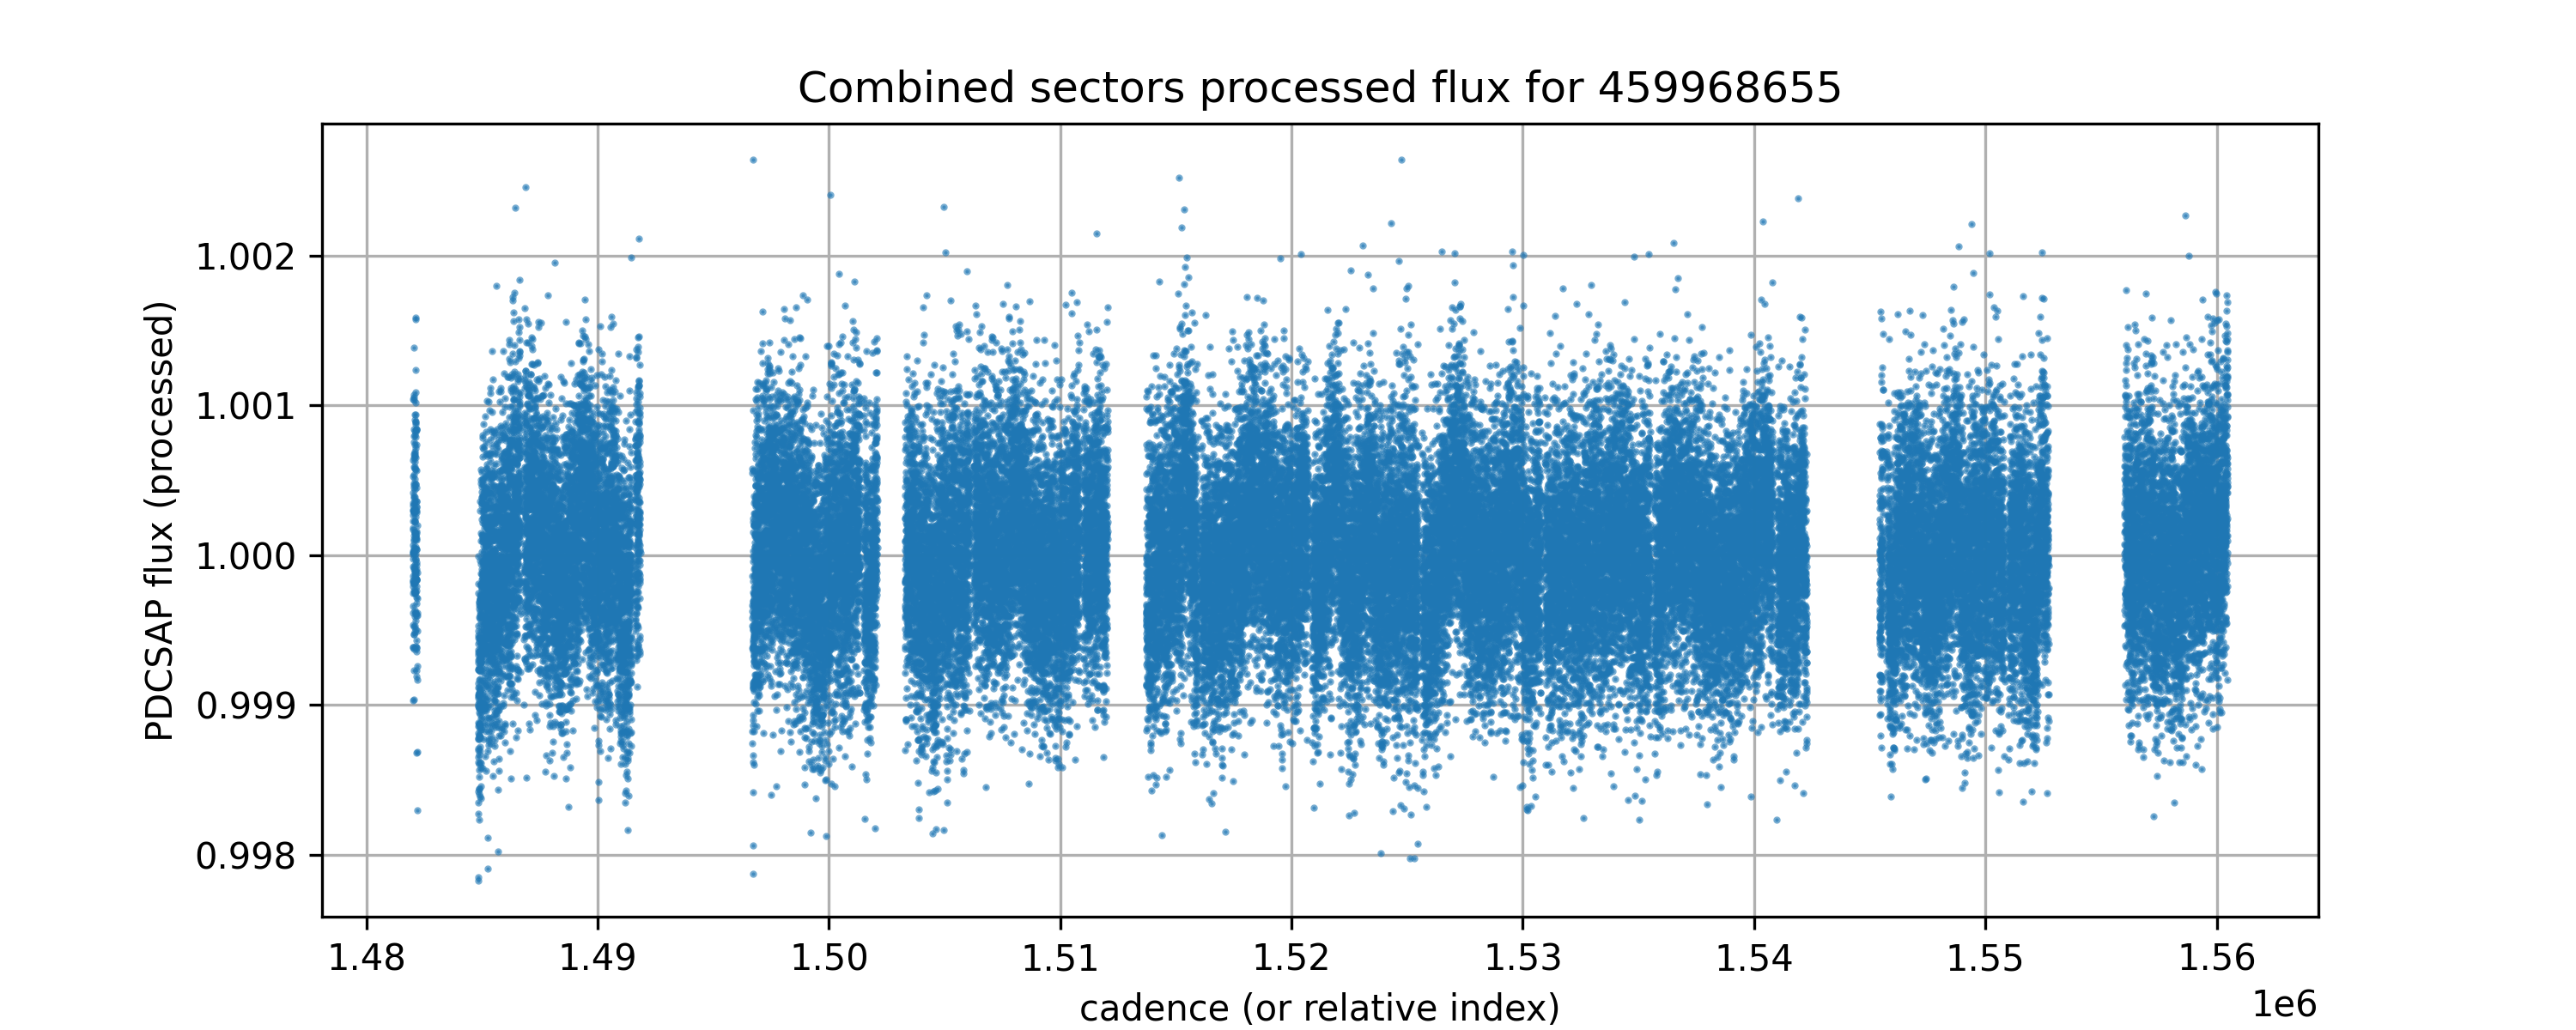 Combined sectors processed flux for 459968655
PDCSAP flux (processed)
1.002
1.001
1.000
0.999
0.998
1.48 1.49 1.50 1.51 1.52 1.53 1.54 1.55 1.56
cadence (or relative index)
1e6